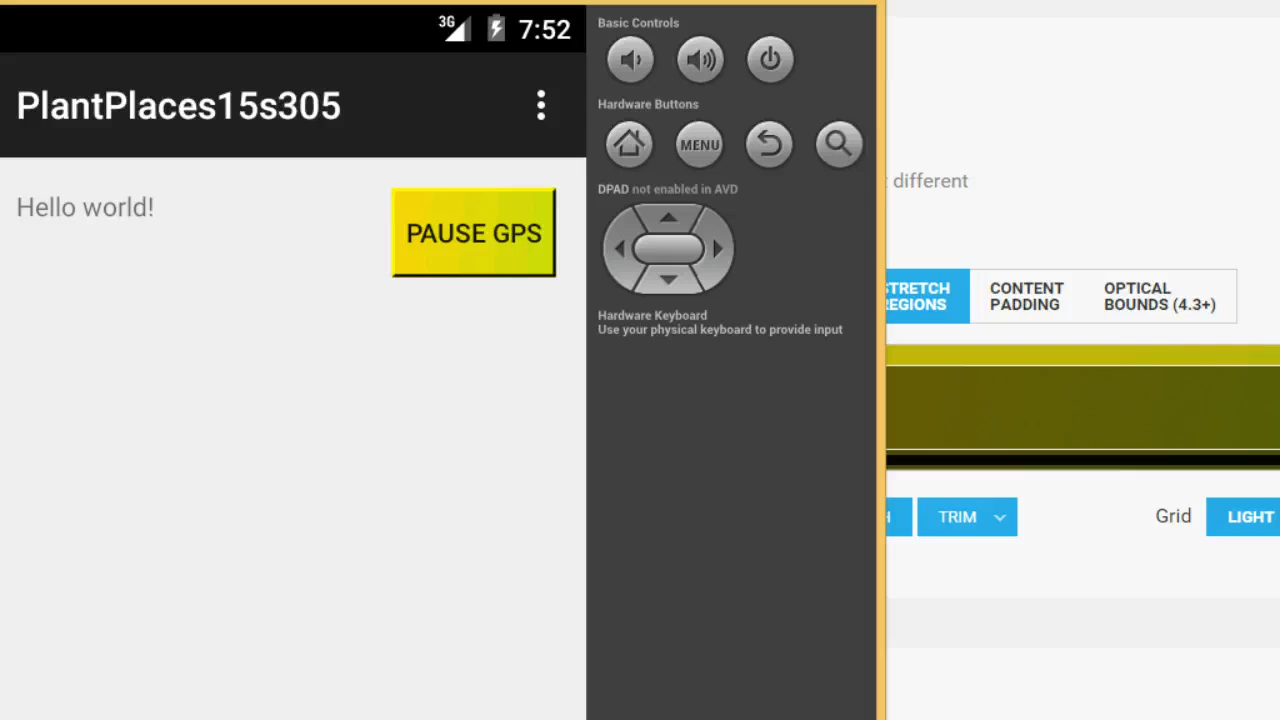 3G 7:52
PlantPlaces15s305
Hello world!
PAUSE GPS
Basic Controls
Hardware Buttons
MENU
DPAD not enabled in AVD
Hardware Keyboard
Use your physical keyboard to provide input
different
STRETCH
REGIONS
CONTENT
PADDING
OPTICAL
BOUNDS (4.3+)
TRIM
Grid
LIGHT